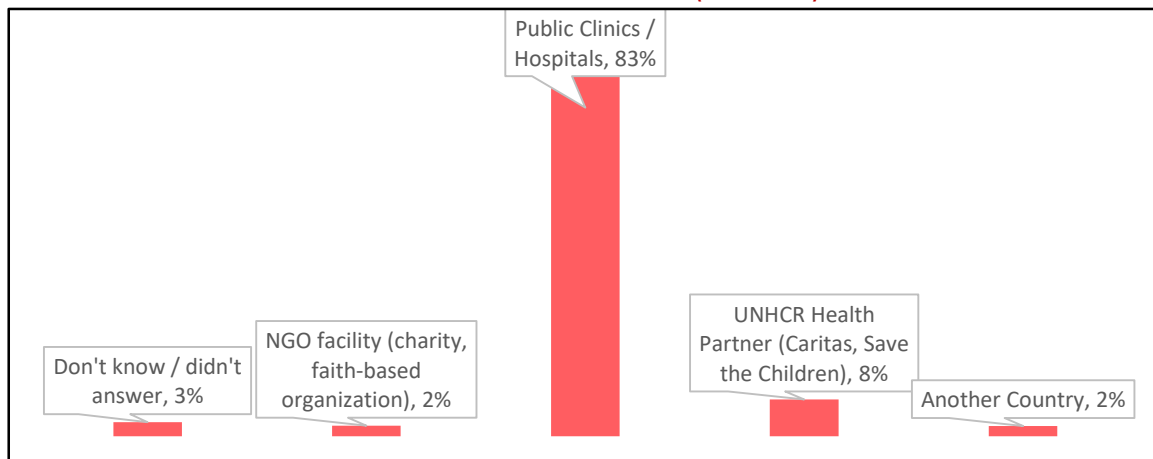 Public Clinics /
Hospitals, 83%
Don't know / didn't
answer, 3%
NGO facility (charity,
faith-based
organization), 2%
UNHCR Health
Partner (Caritas, Save
the Children), 8%
Another Country, 2%